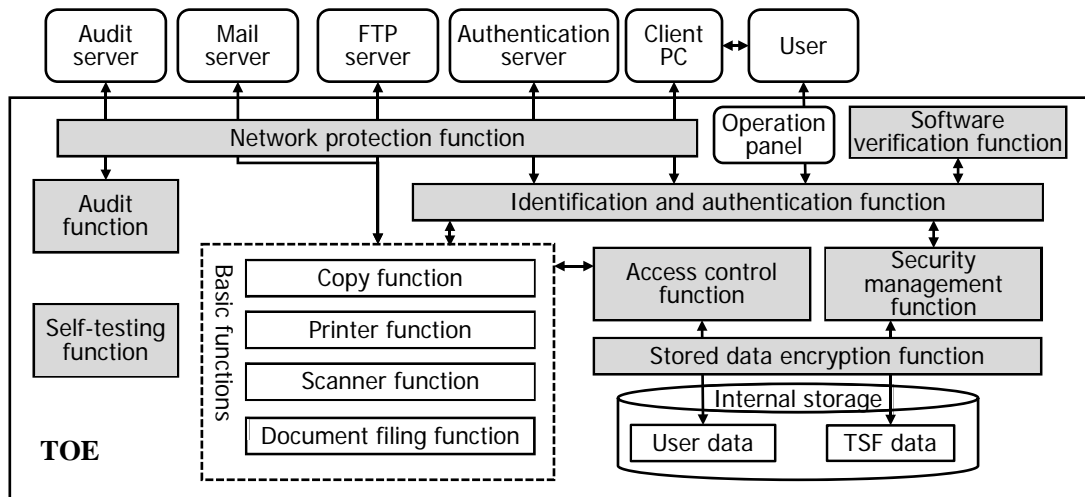 Audit
server
Mail
server
FTP
server
Authentication
server
Client
PC
User
Network protection function
Operation
panel
Software
verification function
Audit
function
Identification and authentication function
Basic functions
Copy function
Printer function
Scanner function
Document filing function
Access control
function
Security
management
function
Self-testing
function
Stored data encryption function
Internal storage
User data
TSF data
TOE